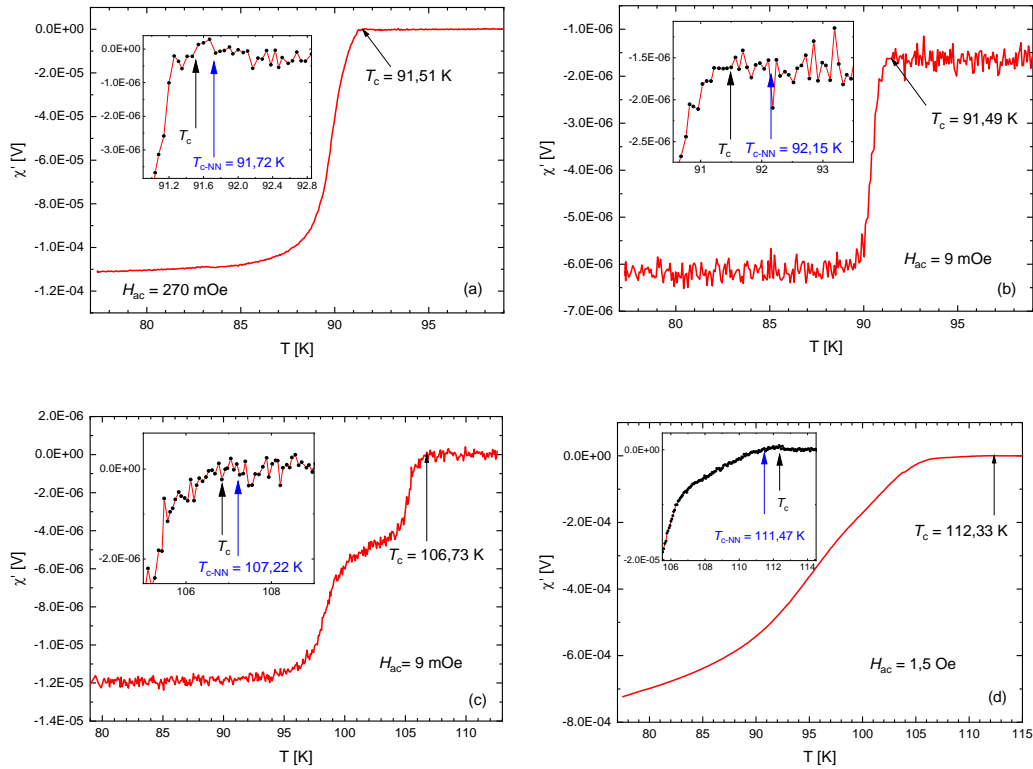 0.0E+00
-2.0E-05
-4.0E-05
-6.0E-05
-8.0E-05
-1.0E-04
-1.2E-04
χ' [V]
80 85 90 95
T [K]
T_c = 91,51 K
H_ac = 270 mOe
(a)
0.0E+00
-1.0E-06
-2.0E-06
-3.0E-06
91.2 91.6 92.0 92.4 92.8
T_c
T_c-NN = 91,72 K
-1.0E-06
-2.0E-06
-3.0E-06
-4.0E-06
-5.0E-06
-6.0E-06
-7.0E-06
χ' [V]
80 85 90 95
T [K]
T_c = 91,49 K
H_ac = 9 mOe
(b)
-1.5E-06
-2.0E-06
-2.5E-06
91 92 93
T_c
T_c-NN = 92,15 K
2.0E-06
0.0E+00
-2.0E-06
-4.0E-06
-6.0E-06
-8.0E-06
-1.0E-05
-1.2E-05
-1.4E-05
χ' [V]
80 85 90 95 100 105 110
T [K]
T_c = 106,73 K
H_ac = 9 mOe
(c)
0.0E+00
-2.0E-06
106 108
T_c
T_c-NN = 107,22 K
0.0E+00
-2.0E-04
-4.0E-04
-6.0E-04
-8.0E-04
χ' [V]
80 85 90 95 100 105 110 115
T [K]
T_c = 112,33 K
H_ac = 1,5 Oe
(d)
0.0E+00
-2.0E-05
106 108 110 112 114
T_c
T_c-NN = 111,47 K